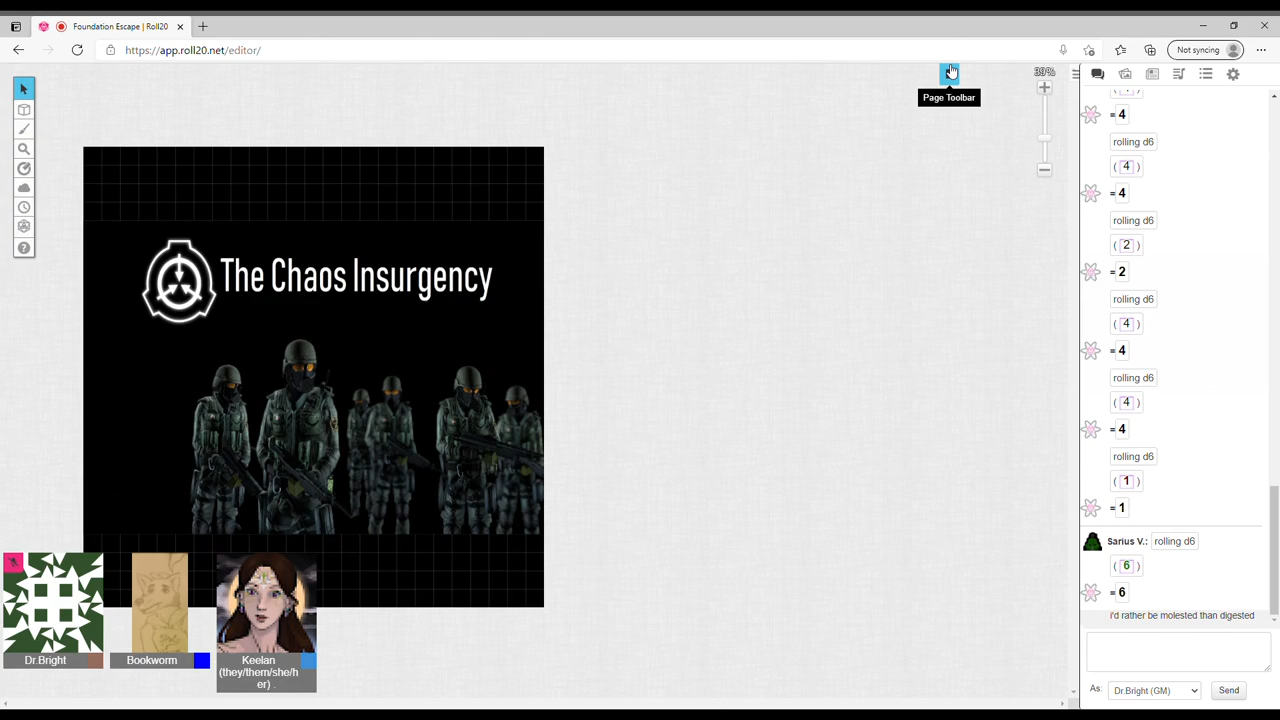 Foundation Escape | Roll20
https://app.roll20.net/editor/
Not syncing
Page Toolbar
39%
The Chaos Insurgency
= 4
rolling d6
( 4 )
= 4
rolling d6
( 2 )
= 2
rolling d6
( 4 )
= 4
rolling d6
( 4 )
= 4
rolling d6
( 1 )
= 1
Sarius V.: rolling d6
( 6 )
= 6
i'd rather be molested than digested
As: Dr.Bright (GM) Send
Dr.Bright
Bookworm
Keelan
(they/them/she/h
er) .